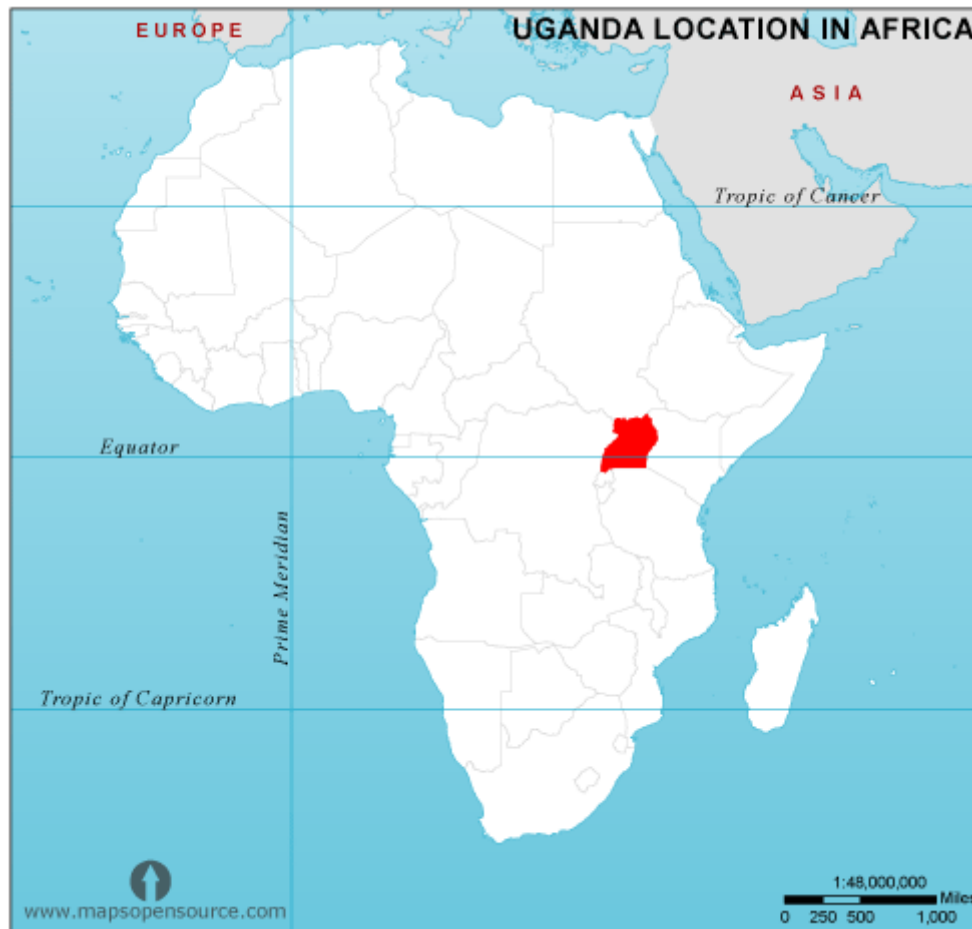 UGANDA LOCATION IN AFRICA
EUROPE
ASIA
Tropic of Cancer
Equator
Prime Meridian
Tropic of Capricorn
www.mapsopensource.com
1:48,000,000
Miles
0 250 500 1,000